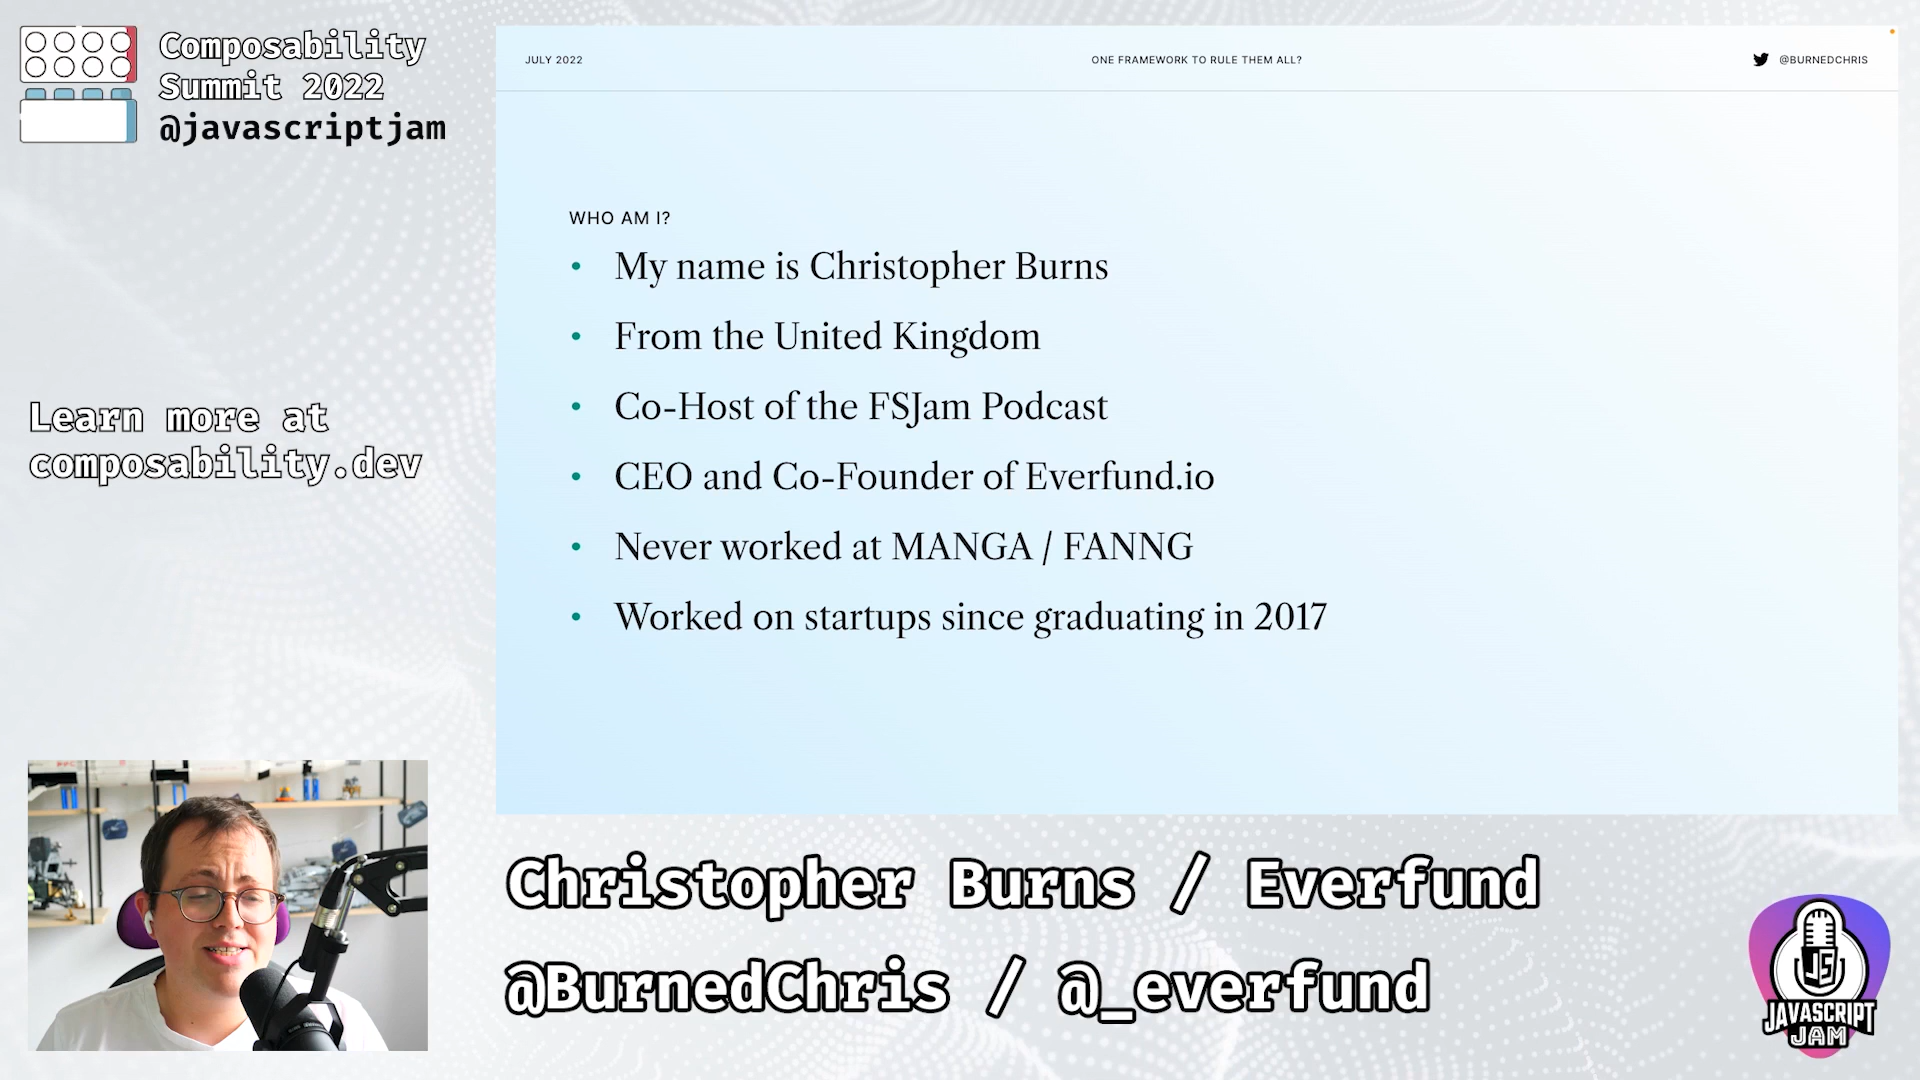 Composability
Summit 2022
@javascriptjam
JULY 2022
ONE FRAMEWORK TO RULE THEM ALL?
@BURNEDCHRIS
WHO AM I?
• My name is Christopher Burns
• From the United Kingdom
• Co-Host of the FSJam Podcast
• CEO and Co-Founder of Everfund.io
• Never worked at MANGA / FANNG
• Worked on startups since graduating in 2017
Learn more at
composability.dev
Christopher Burns / Everfund
@BurnedChris / @_everfund
JS
JAVASCRIPT
JAM